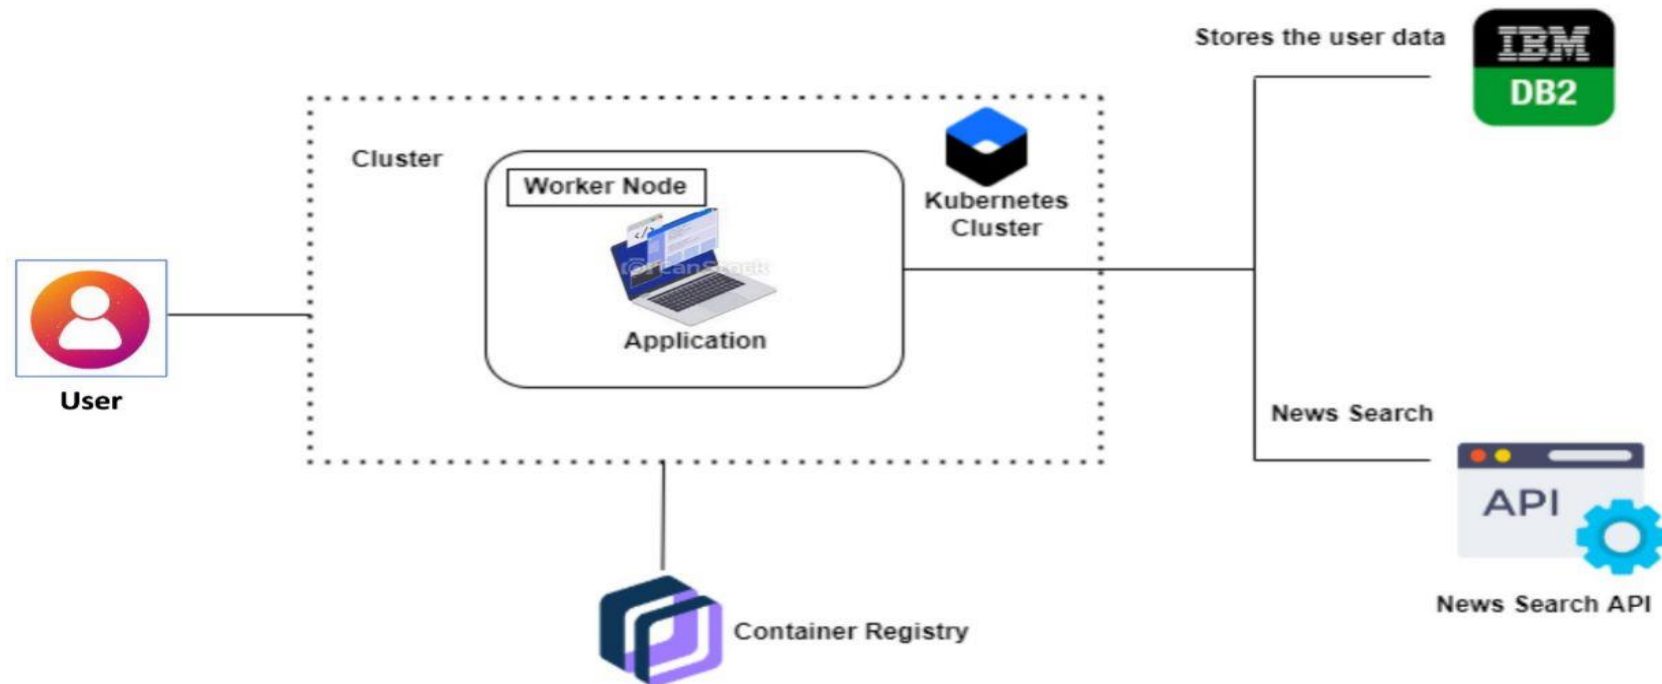 Stores the user data
IBM
DB2
Cluster
Worker Node
Kubernetes
Cluster
Application
User
News Search
API
News Search API
Container Registry